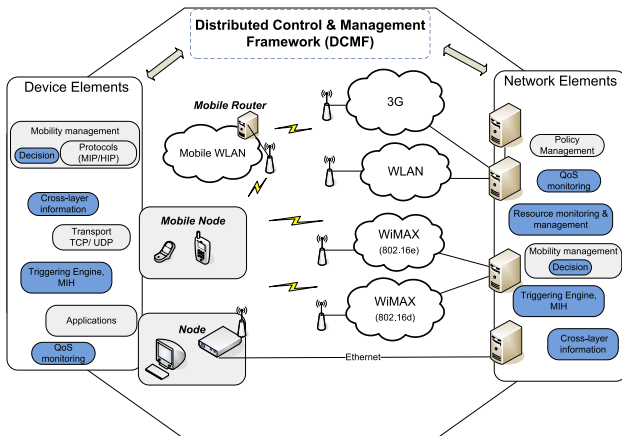 Distributed Control & Management
Framework (DCMF)
Device Elements
Mobility management
Decision
Protocols
(MIP/HIP)
Cross-layer
information
Transport
TCP/ UDP
Triggering Engine,
MIH
Applications
QoS
monitoring
Mobile Router
Mobile WLAN
Mobile Node
Node
3G
WLAN
WiMAX
(802.16e)
WiMAX
(802.16d)
Ethernet
Network Elements
Policy
Management
QoS
monitoring
Resource monitoring &
management
Mobility management
Decision
Triggering Engine,
MIH
Cross-layer
information